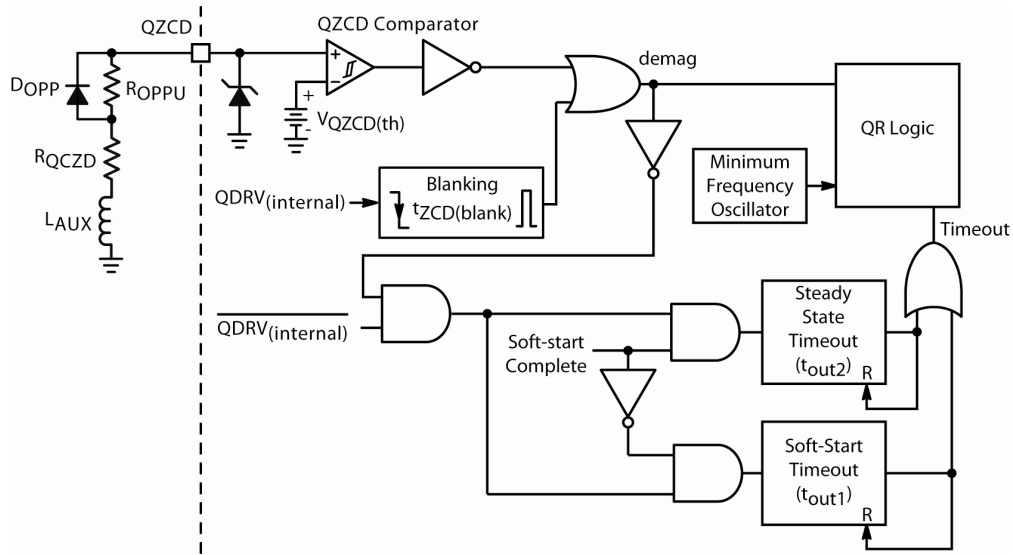 QZCD
QZCD Comparator
DOPP
ROPPU
+
−
+
-
VQZCD(th)
demag
QR Logic
RQCZD
LAUX
QDRV(internal)
Blanking
tZCD(blank)
Minimum
Frequency
Oscillator
Timeout
QDRV(internal)
Soft-start
Complete
Steady
State
Timeout
(tout2)
R
Soft-Start
Timeout
(tout1)
R